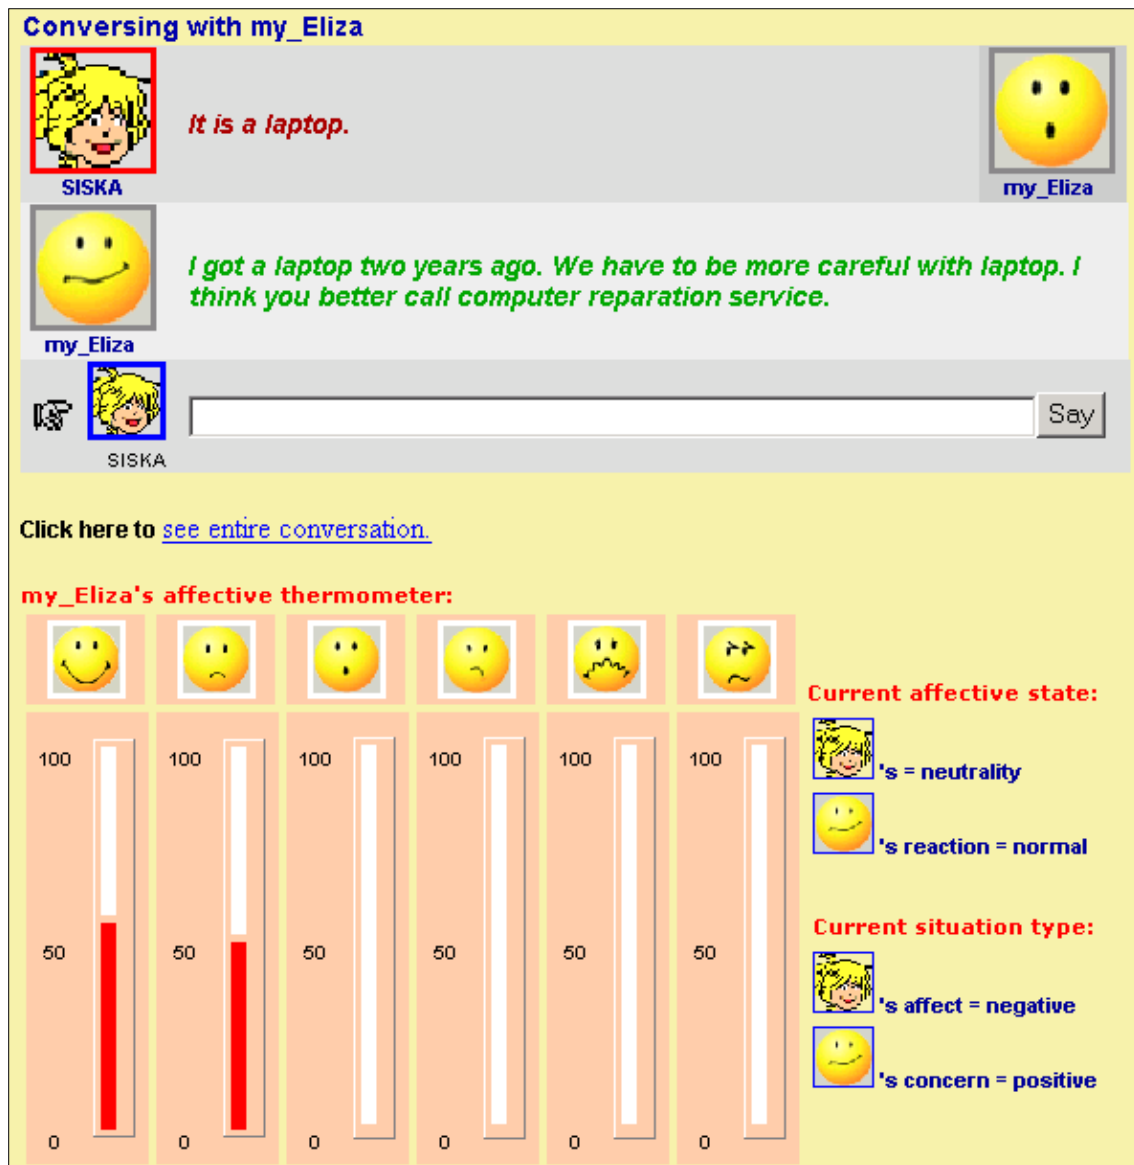 Conversing with my_Eliza
It is a laptop.
SISKA
my_Eliza
I got a laptop two years ago. We have to be more careful with laptop. I
think you better call computer reparation service.
my_Eliza
Say
SISKA
Click here to see entire conversation.
my_Eliza's affective thermometer:
Current affective state:
100 100 100 100 100 100
's = neutrality
's reaction = normal
Current situation type:
50 50 50 50 50 50
's affect = negative
's concern = positive
0 0 0 0 0 0